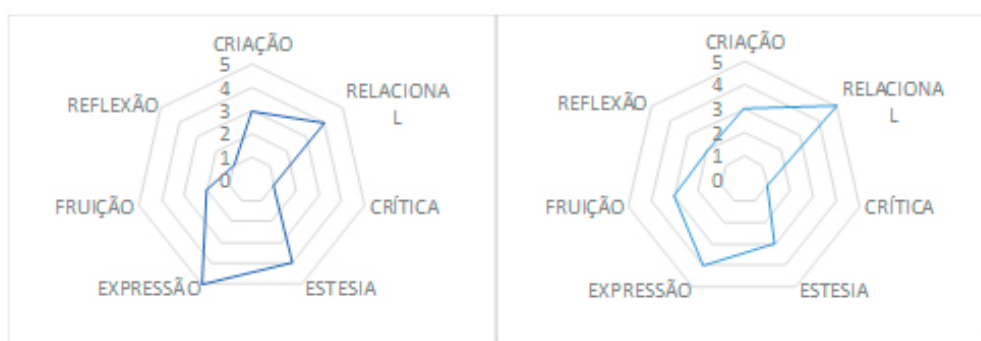 CRIAÇÃO
5
4
3
2
1
0
RELACIONA
L
CRÍTICA
ESTESIA
EXPRESSÃO
FRUIÇÃO
REFLEXÃO
CRIAÇÃO
5
4
3
2
1
0
RELACIONA
L
CRÍTICA
ESTESIA
EXPRESSÃO
FRUIÇÃO
REFLEXÃO